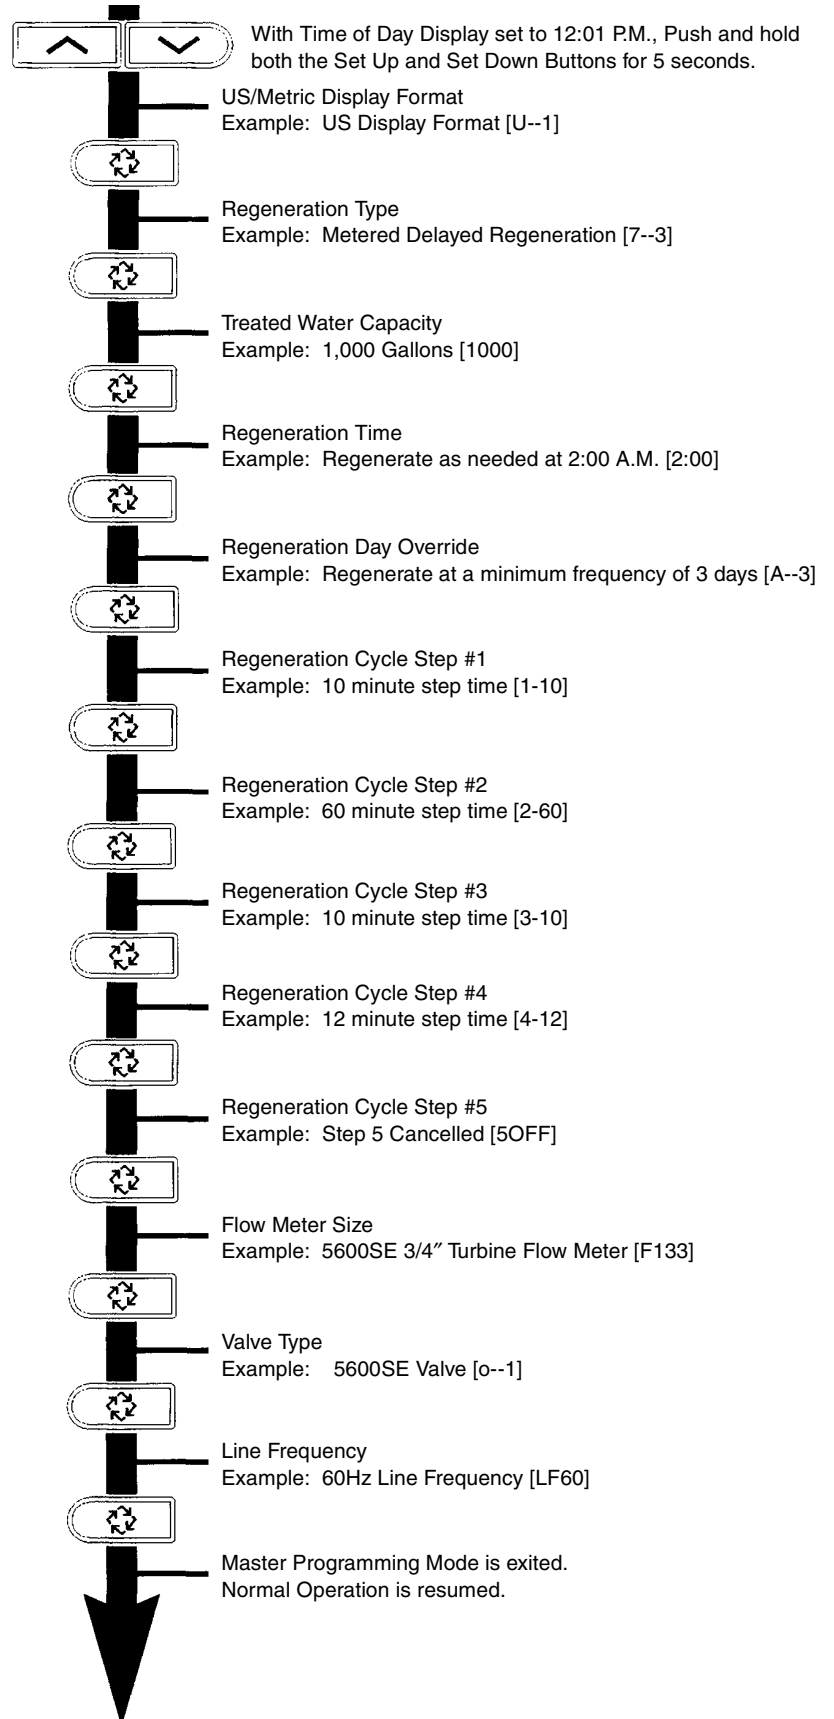 With Time of Day Display set to 12:01 P.M., Push and hold
both the Set Up and Set Down Buttons for 5 seconds.
US/Metric Display Format
Example: US Display Format [U--1]
Regeneration Type
Example: Metered Delayed Regeneration [7--3]
Treated Water Capacity
Example: 1,000 Gallons [1000]
Regeneration Time
Example: Regenerate as needed at 2:00 A.M. [2:00]
Regeneration Day Override
Example: Regenerate at a minimum frequency of 3 days [A--3]
Regeneration Cycle Step #1
Example: 10 minute step time [1-10]
Regeneration Cycle Step #2
Example: 60 minute step time [2-60]
Regeneration Cycle Step #3
Example: 10 minute step time [3-10]
Regeneration Cycle Step #4
Example: 12 minute step time [4-12]
Regeneration Cycle Step #5
Example: Step 5 Cancelled [5OFF]
Flow Meter Size
Example: 5600SE 3/4″ Turbine Flow Meter [F133]
Valve Type
Example: 5600SE Valve [o--1]
Line Frequency
Example: 60Hz Line Frequency [LF60]
Master Programming Mode is exited.
Normal Operation is resumed.